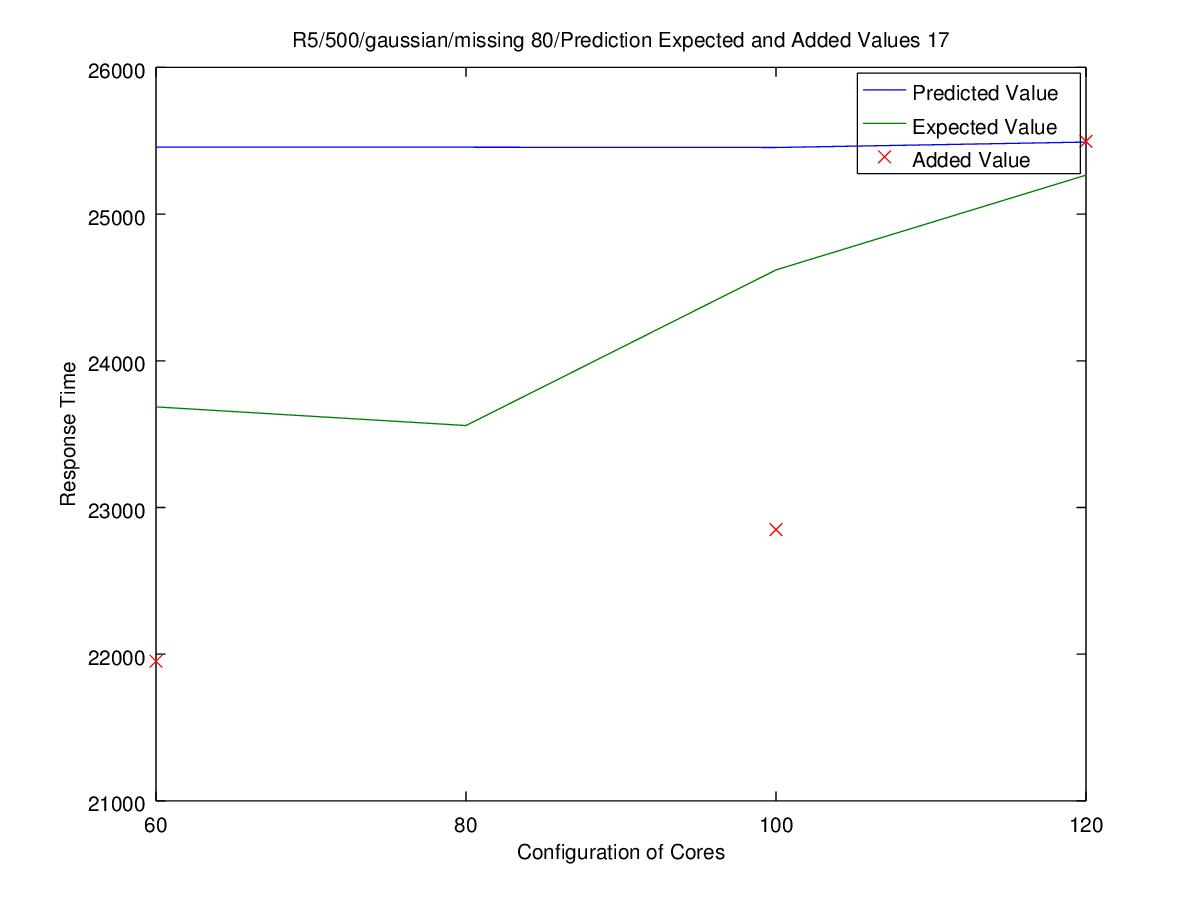 R5/500/gaussian/missing 80/Prediction Expected and Added Values 17
26000
25000
24000
23000
22000
21000
Response Time
Predicted Value
Expected Value
Added Value
60
80
100
120
Configuration of Cores